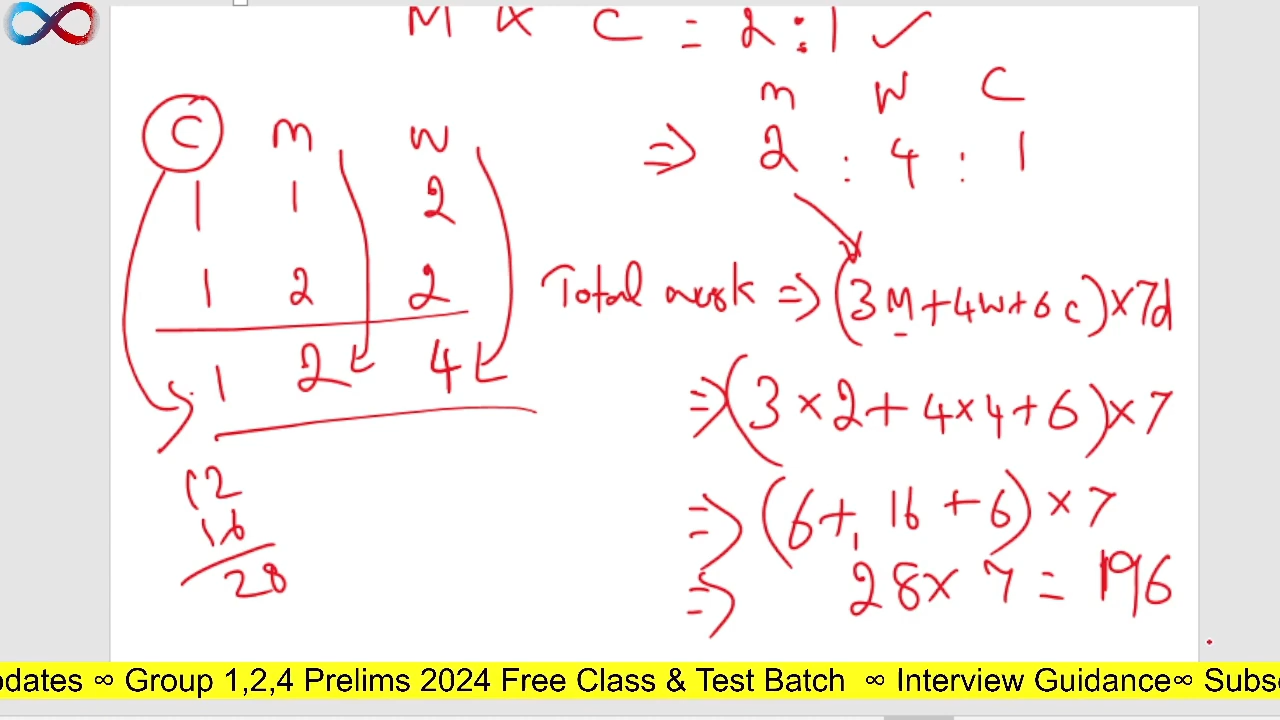 M & C = 2 : 1 ✓
C M W
1 1 2
1 2 2
1 2 4
12
16
28
M W C
⇒ 2 : 4 : 1
Total work ⇒ (3M+4W+6C)×7d
⇒(3×2+4×4+6)×7
⇒(6+16+6)×7
⇒ 28×7=196
pdates ∞ Group 1,2,4 Prelims 2024 Free Class & Test Batch ∞ Interview Guidance∞ Subs